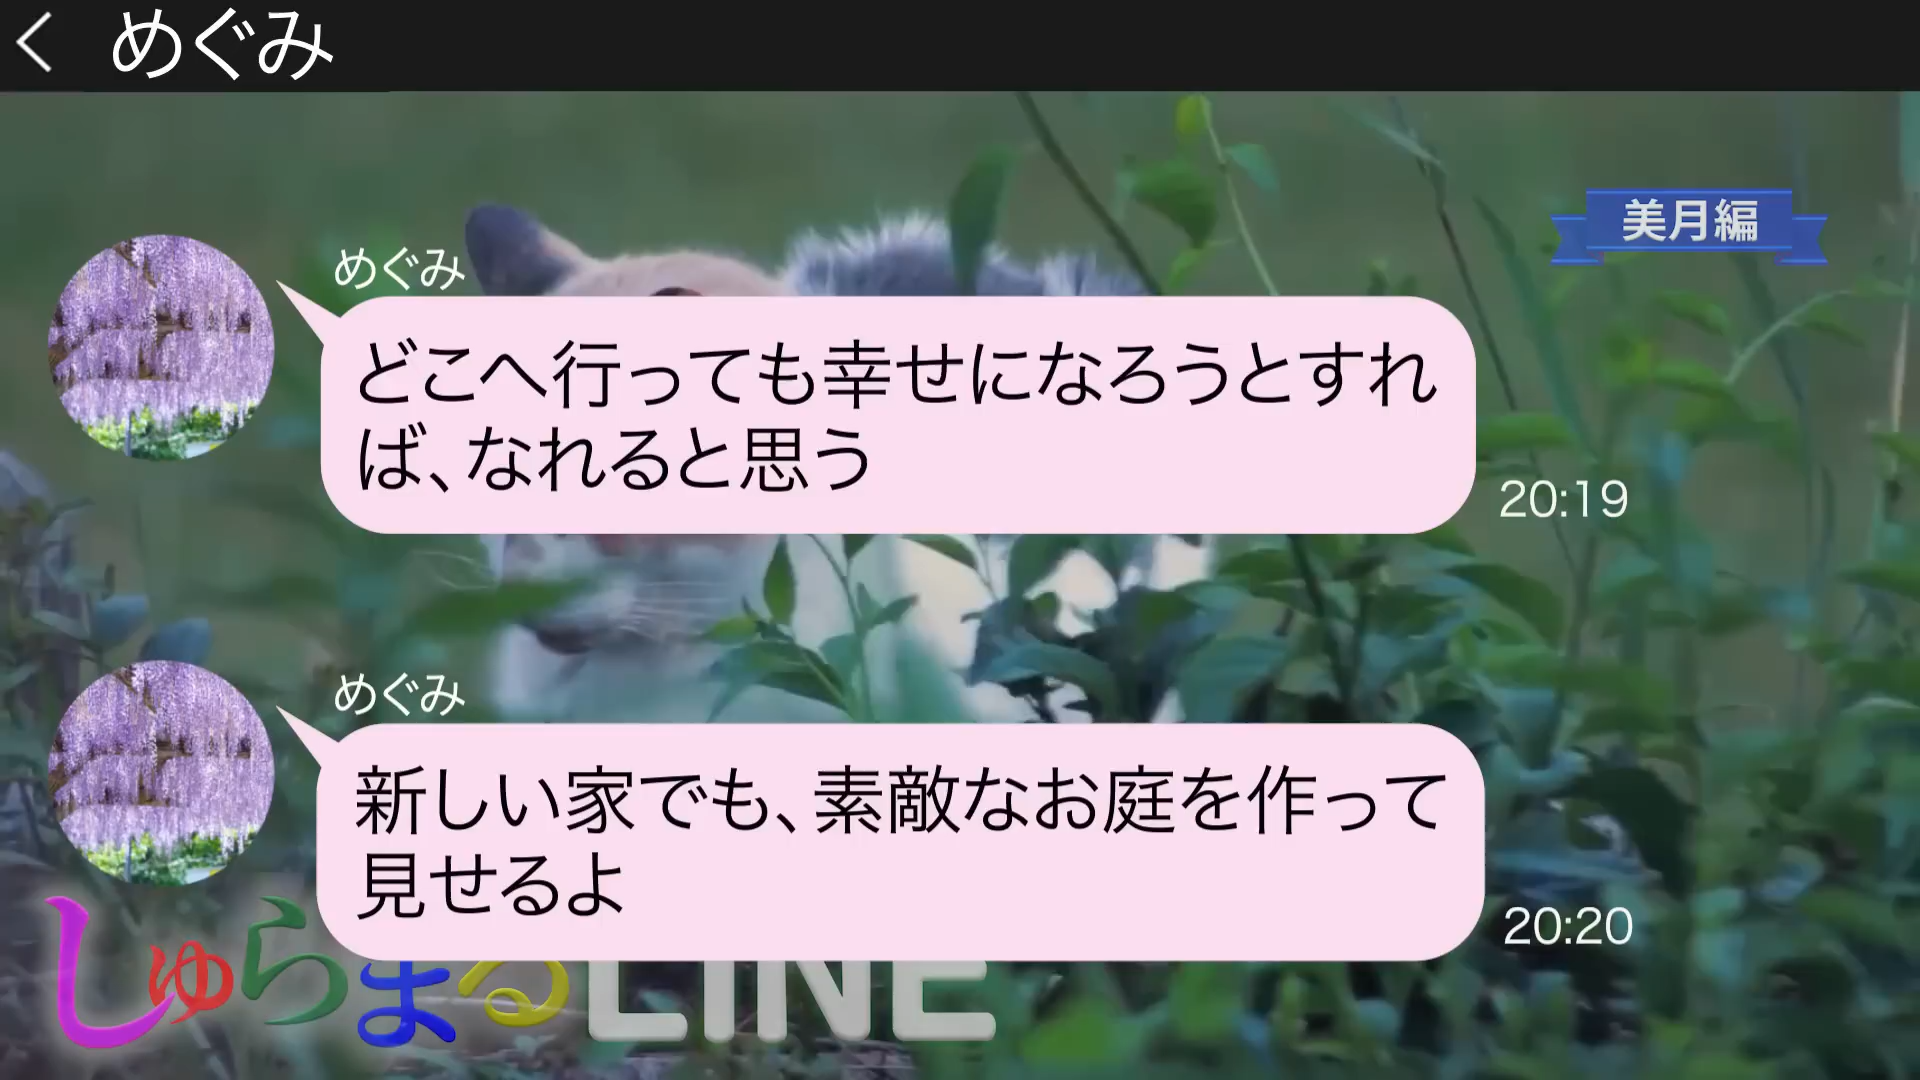 めぐみ
美月編
めぐみ
どこへ行っても幸せになろうとすれ
ば、なれると思う
20:19
めぐみ
新しい家でも、素敵なお庭を作って
見せるよ
20:20
しゅらまるLINE